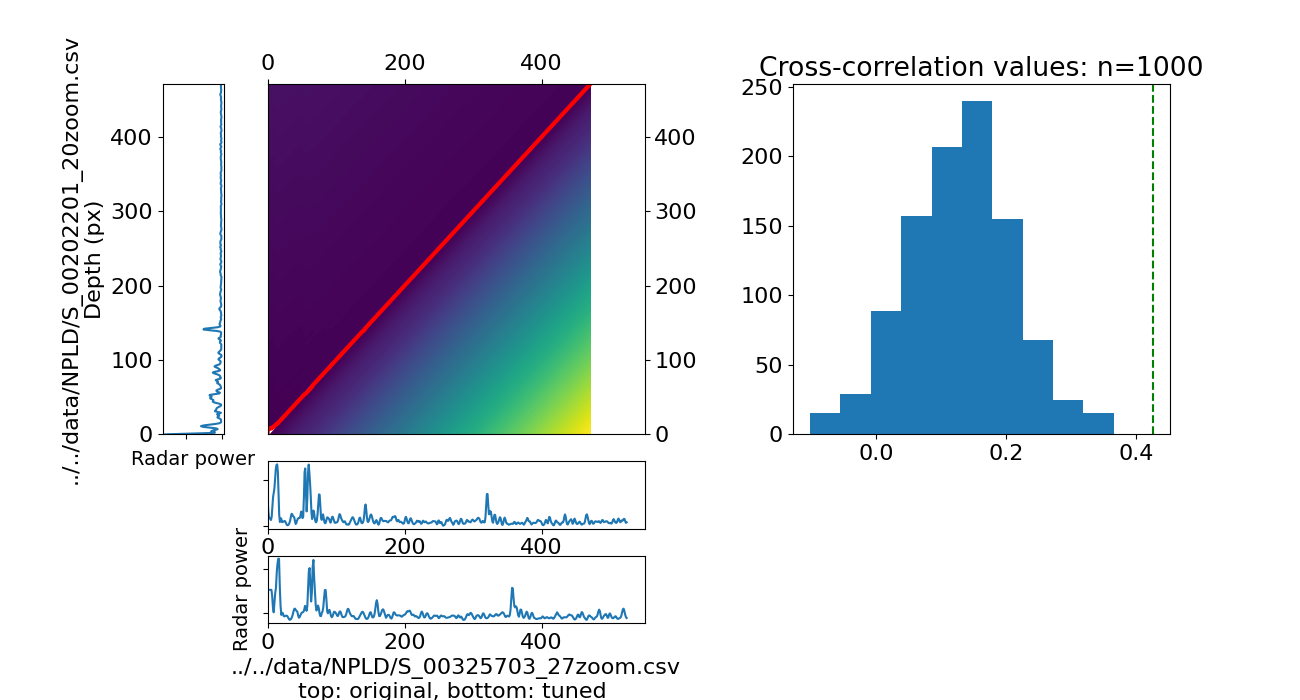 ../../data/NPLD/S_00202201_20zoom.csv
Depth (px)
0
100
200
300
400
Radar power
0 200 400
0
100
200
300
400
Cross-correlation values: n=1000
0
50
100
150
200
250
0.0 0.2 0.4
0 200 400
Radar power
0 200 400
../../data/NPLD/S_00325703_27zoom.csv
top: original, bottom: tuned